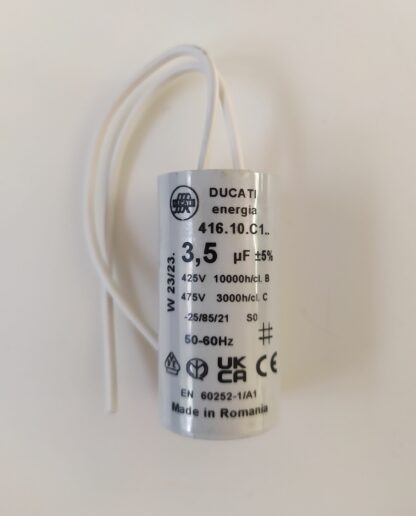 DUCATI
energia
416.10.C1..
3,5 µF ±5%
425V 10000h/cl. B
475V 3000h/cl. C
-25/85/21 S0
50-60Hz #
W 23/23.
UK
CA CE
EN 60252-1/A1
Made in Romania